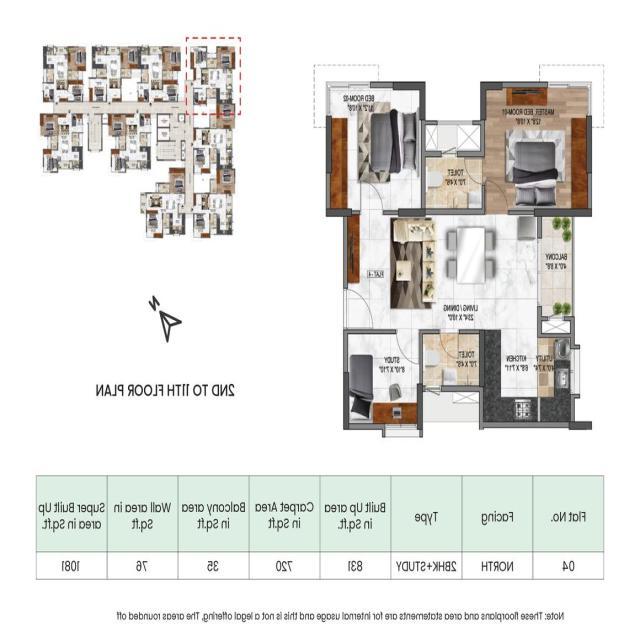 BED ROOM-02
11'2" X 10'8"
MASTER BED ROOM-01
12'8" X 10'8"
TOILET
7'0" X 4'6"
BALCONY
4'0" X 8'8"
FLAT -4
LIVING / DINING
23'4" X 10'0"
STUDY
8'10" X 7'10"
TOILET
7'0" X 4'6"
KITCHEN
6'8" X 7'11"
UTILITY
4'0" X 7'4"
N
2ND TO 11TH FLOOR PLAN
Flat No. Facing Type Built Up area in Sq.ft. Carpet Area in Sq.ft Balcony area in Sq.ft Wall area in Sq.ft Super Built Up area in Sq.ft.
04 NORTH 2BHK+STUDY 831 720 35 76 1081
Note: These floorplans and area statements are for internal usage and this is not a legal offering. The areas rounded off